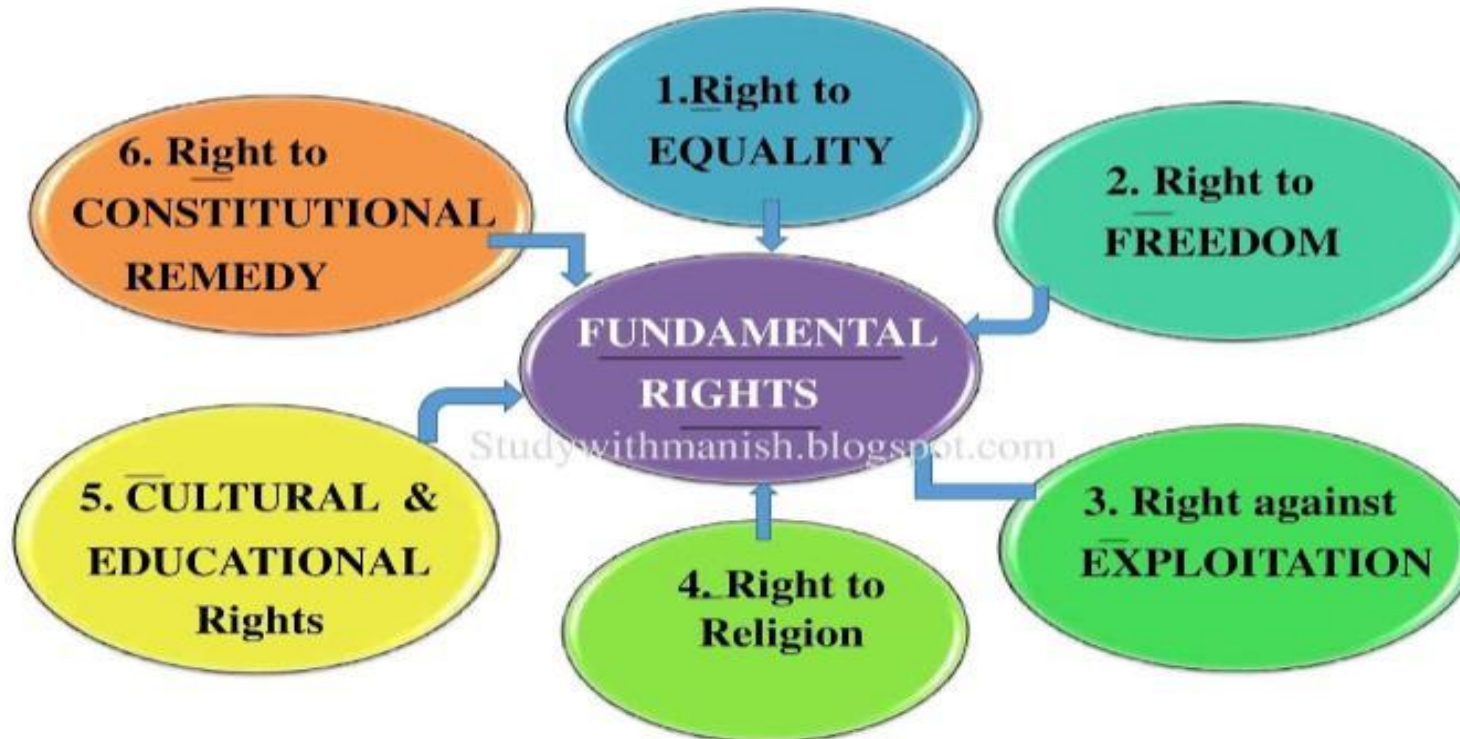 1.Right to
EQUALITY
2. Right to
FREEDOM
3. Right against
EXPLOITATION
4. Right to
Religion
5. CULTURAL &
EDUCATIONAL
Rights
6. Right to
CONSTITUTIONAL
REMEDY
FUNDAMENTAL
RIGHTS
Studywithmanish.blogspot.com